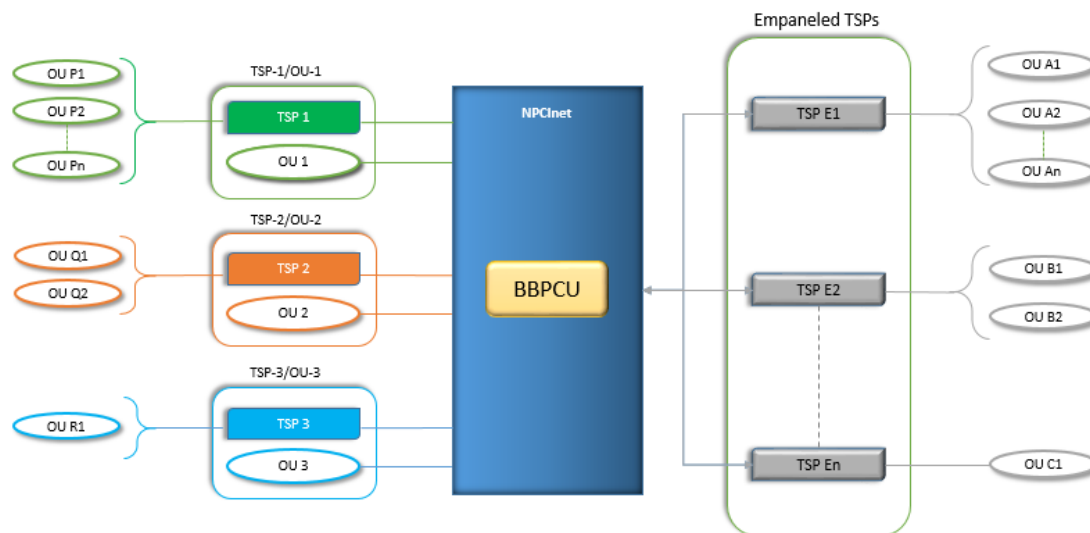 Empaneled TSPs
OU P1
OU P2
OU Pn
TSP-1/OU-1
TSP 1
OU 1
OU Q1
OU Q2
TSP-2/OU-2
TSP 2
OU 2
OU R1
TSP-3/OU-3
TSP 3
OU 3
NPCInet
BBPCU
TSP E1
TSP E2
TSP En
OU A1
OU A2
OU An
OU B1
OU B2
OU C1